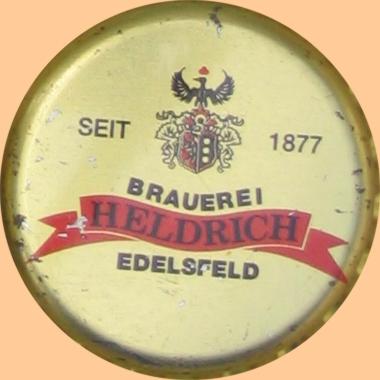 SEIT 1877
BRAUEREI
HELDRICH
EDELSFELD